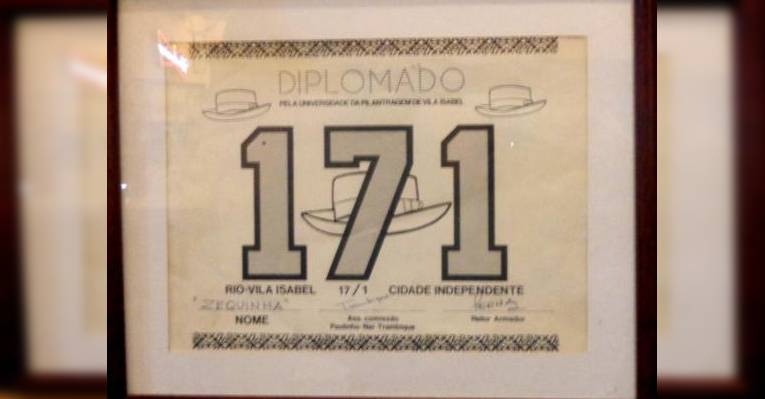 DIPLOMADO
PELA UNIVERSIDADE DA PILANTRAGEM DE VILA ISABEL
171
RIO-VILA ISABEL 17/1 CIDADE INDEPENDENTE
"ZEQUINHA"
NOME Ass comissão Heitor Armador
Paulinho Nei Trambique